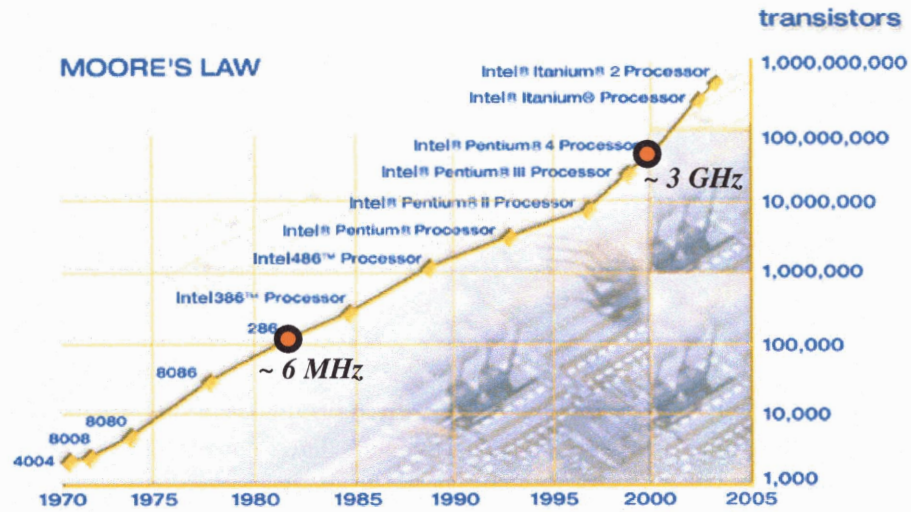 transistors
MOORE'S LAW
1,000,000,000
Intel® Itanium® 2 Processor
Intel® Itanium® Processor
100,000,000
Intel® Pentium® 4 Processor
Intel® Pentium® III Processor
~ 3 GHz
Intel® Pentium® II Processor
10,000,000
Intel® Pentium® Processor
Intel486™ Processor
1,000,000
Intel386™ Processor
286
100,000
~ 6 MHz
8086
8080
10,000
8008
4004
1,000
1970 1975 1980 1985 1990 1995 2000 2005